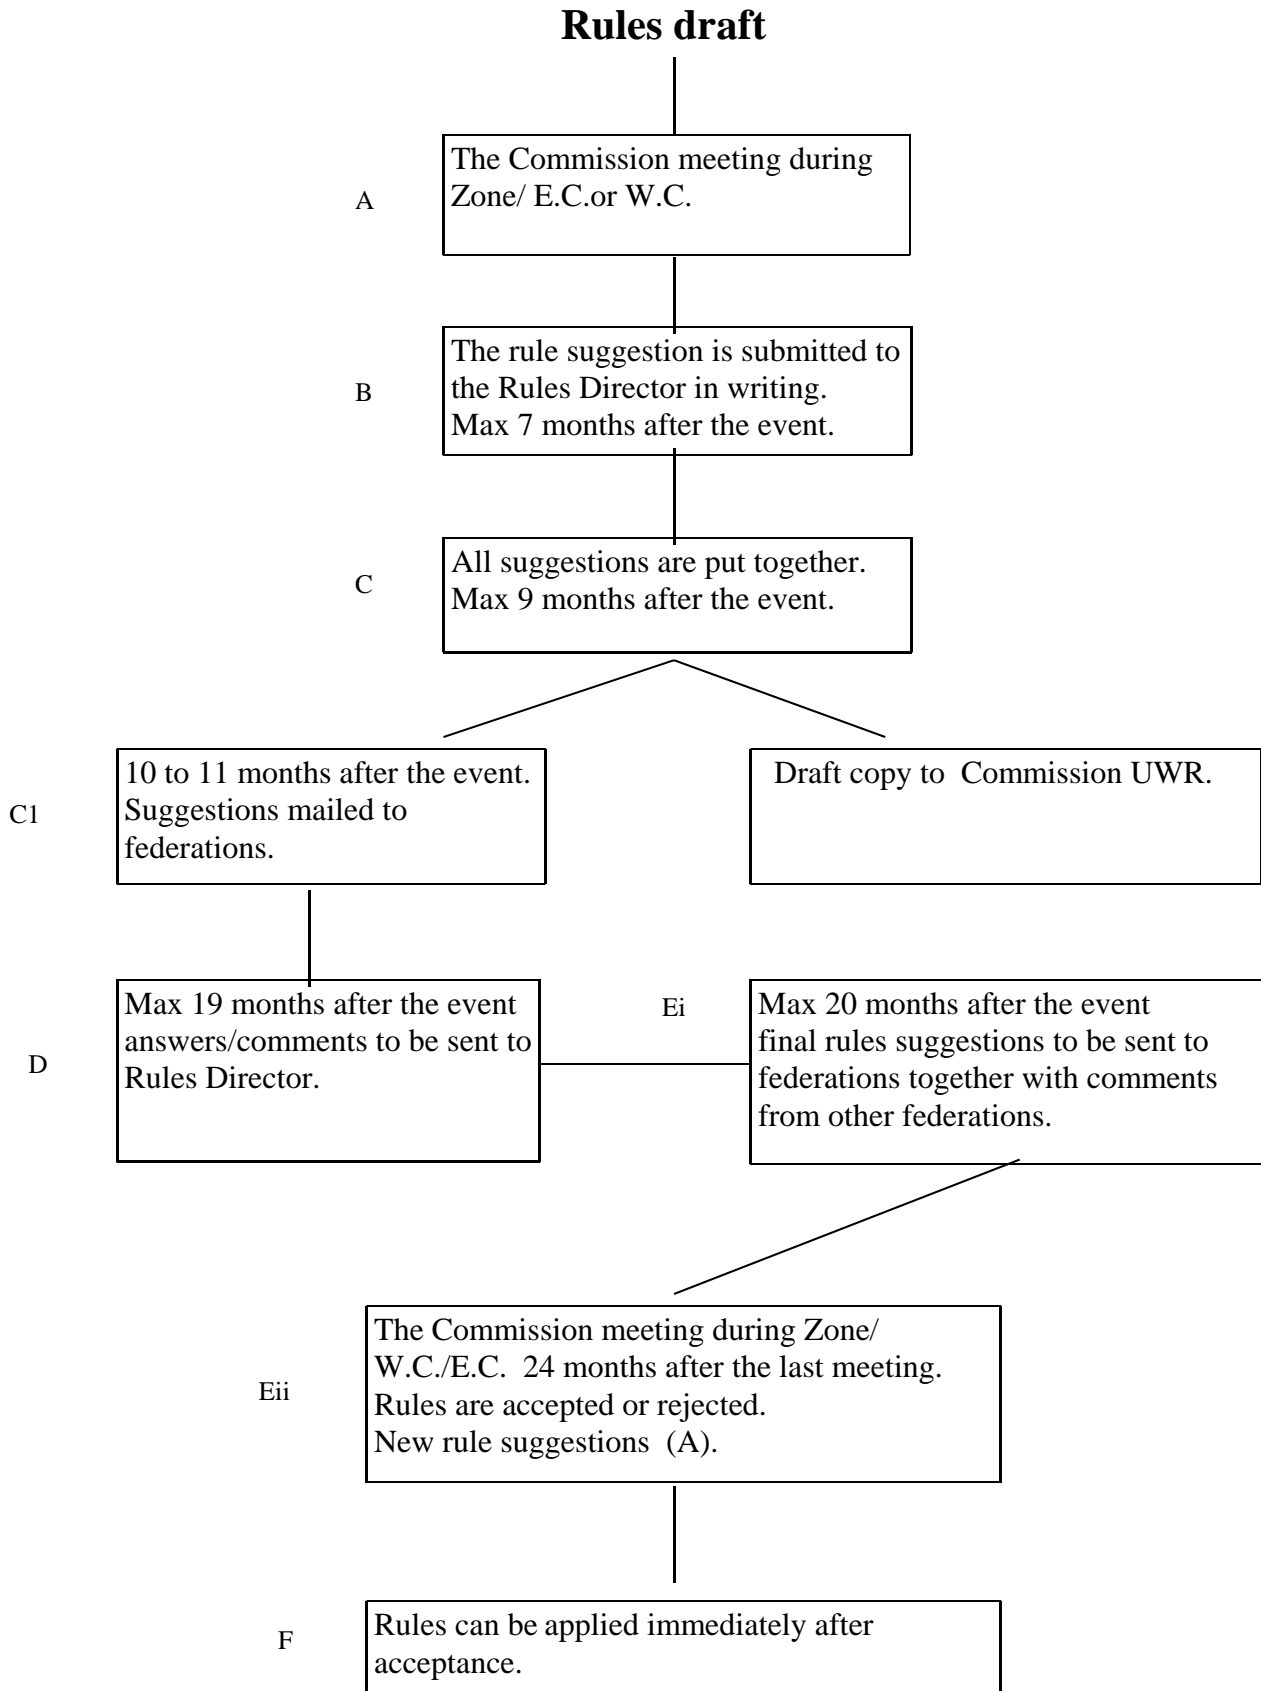 Rules draft
A
The Commission meeting during
Zone/ E.C.or W.C.
B
The rule suggestion is submitted to
the Rules Director in writing.
Max 7 months after the event.
C
All suggestions are put together.
Max 9 months after the event.
C1
10 to 11 months after the event.
Suggestions mailed to
federations.
Draft copy to  Commission UWR.
D
Max 19 months after the event
answers/comments to be sent to
Rules Director.
Ei
Max 20 months after the event
final rules suggestions to be sent to
federations together with comments
from other federations.
Eii
The Commission meeting during Zone/
W.C./E.C.  24 months after the last meeting.
Rules are accepted or rejected.
New rule suggestions  (A).
F
Rules can be applied immediately after
acceptance.